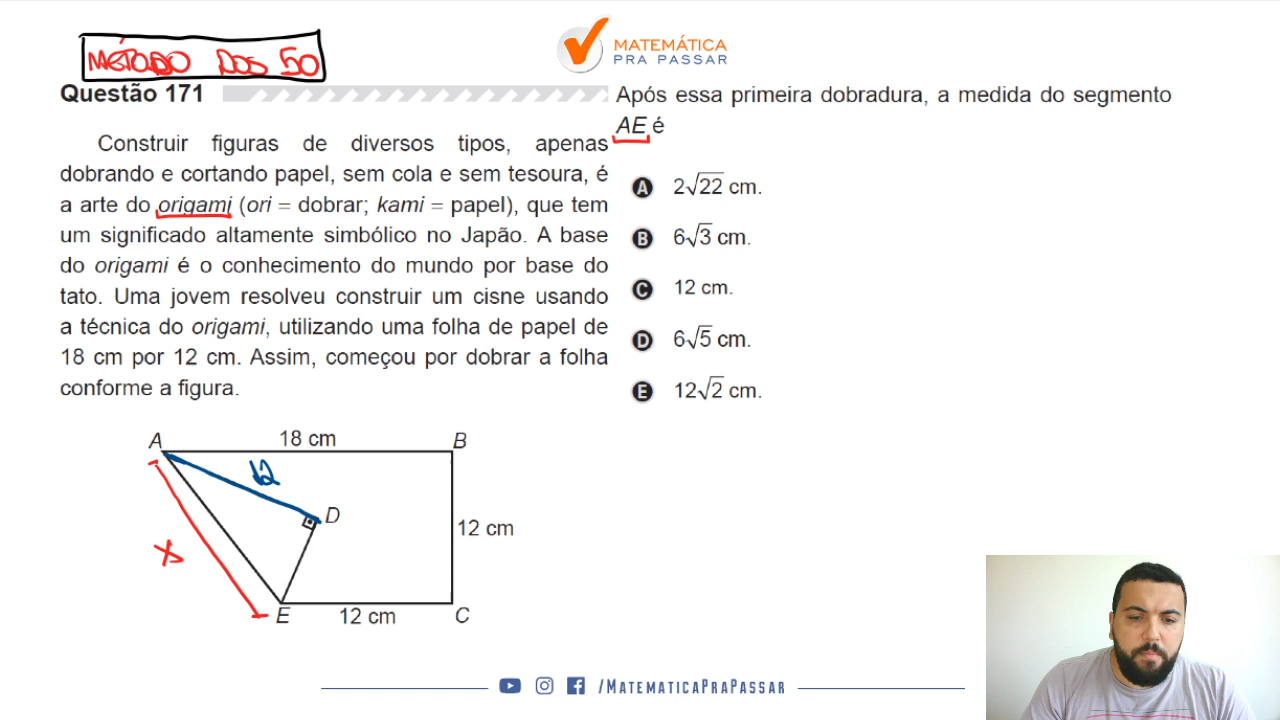 MÉTODO DOS 50
MATEMÁTICA
PRA PASSAR
Questão 171
Construir figuras de diversos tipos, apenas
dobrando e cortando papel, sem cola e sem tesoura, é
a arte do origami (ori = dobrar; kami = papel), que tem
um significado altamente simbólico no Japão. A base
do origami é o conhecimento do mundo por base do
tato. Uma jovem resolveu construir um cisne usando
a técnica do origami, utilizando uma folha de papel de
18 cm por 12 cm. Assim, começou por dobrar a folha
conforme a figura.
A 18 cm B
12
D
12 cm
x
E 12 cm C
Após essa primeira dobradura, a medida do segmento
AE é
A 2√22 cm.
B 6√3 cm.
C 12 cm.
D 6√5 cm.
E 12√2 cm.
/MATEMATICAPRAPASSAR